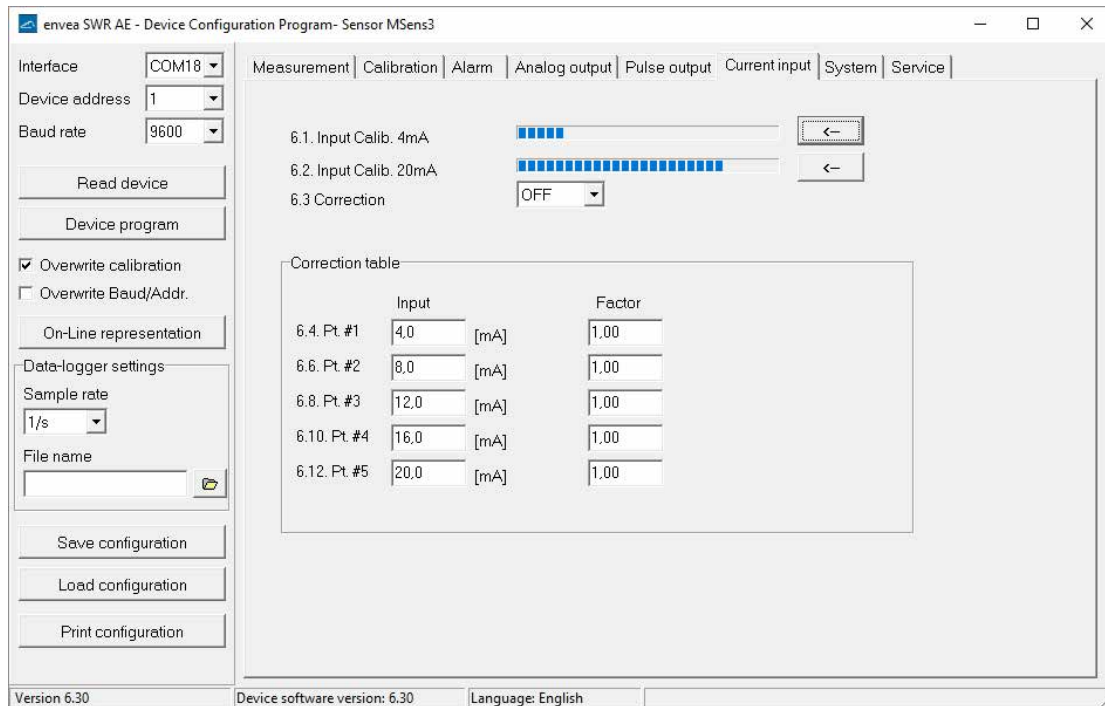 envea SWR AE - Device Configuration Program- Sensor MSens3
Interface COM18
Device address 1
Baud rate 9600
Read device
Device program
Overwrite calibration
Overwrite Baud/Addr.
On-Line representation
Data-logger settings
Sample rate
1/s
File name
Save configuration
Load configuration
Print configuration
Measurement Calibration Alarm Analog output Pulse output Current input System Service
6.1. Input Calib. 4mA <--
6.2. Input Calib. 20mA <--
6.3 Correction OFF
Correction table
Input Factor
6.4. Pt. #1 4,0 [mA] 1,00
6.6. Pt. #2 8,0 [mA] 1,00
6.8. Pt. #3 12,0 [mA] 1,00
6.10. Pt. #4 16,0 [mA] 1,00
6.12. Pt. #5 20,0 [mA] 1,00
Version 6.30 Device software version: 6.30 Language: English